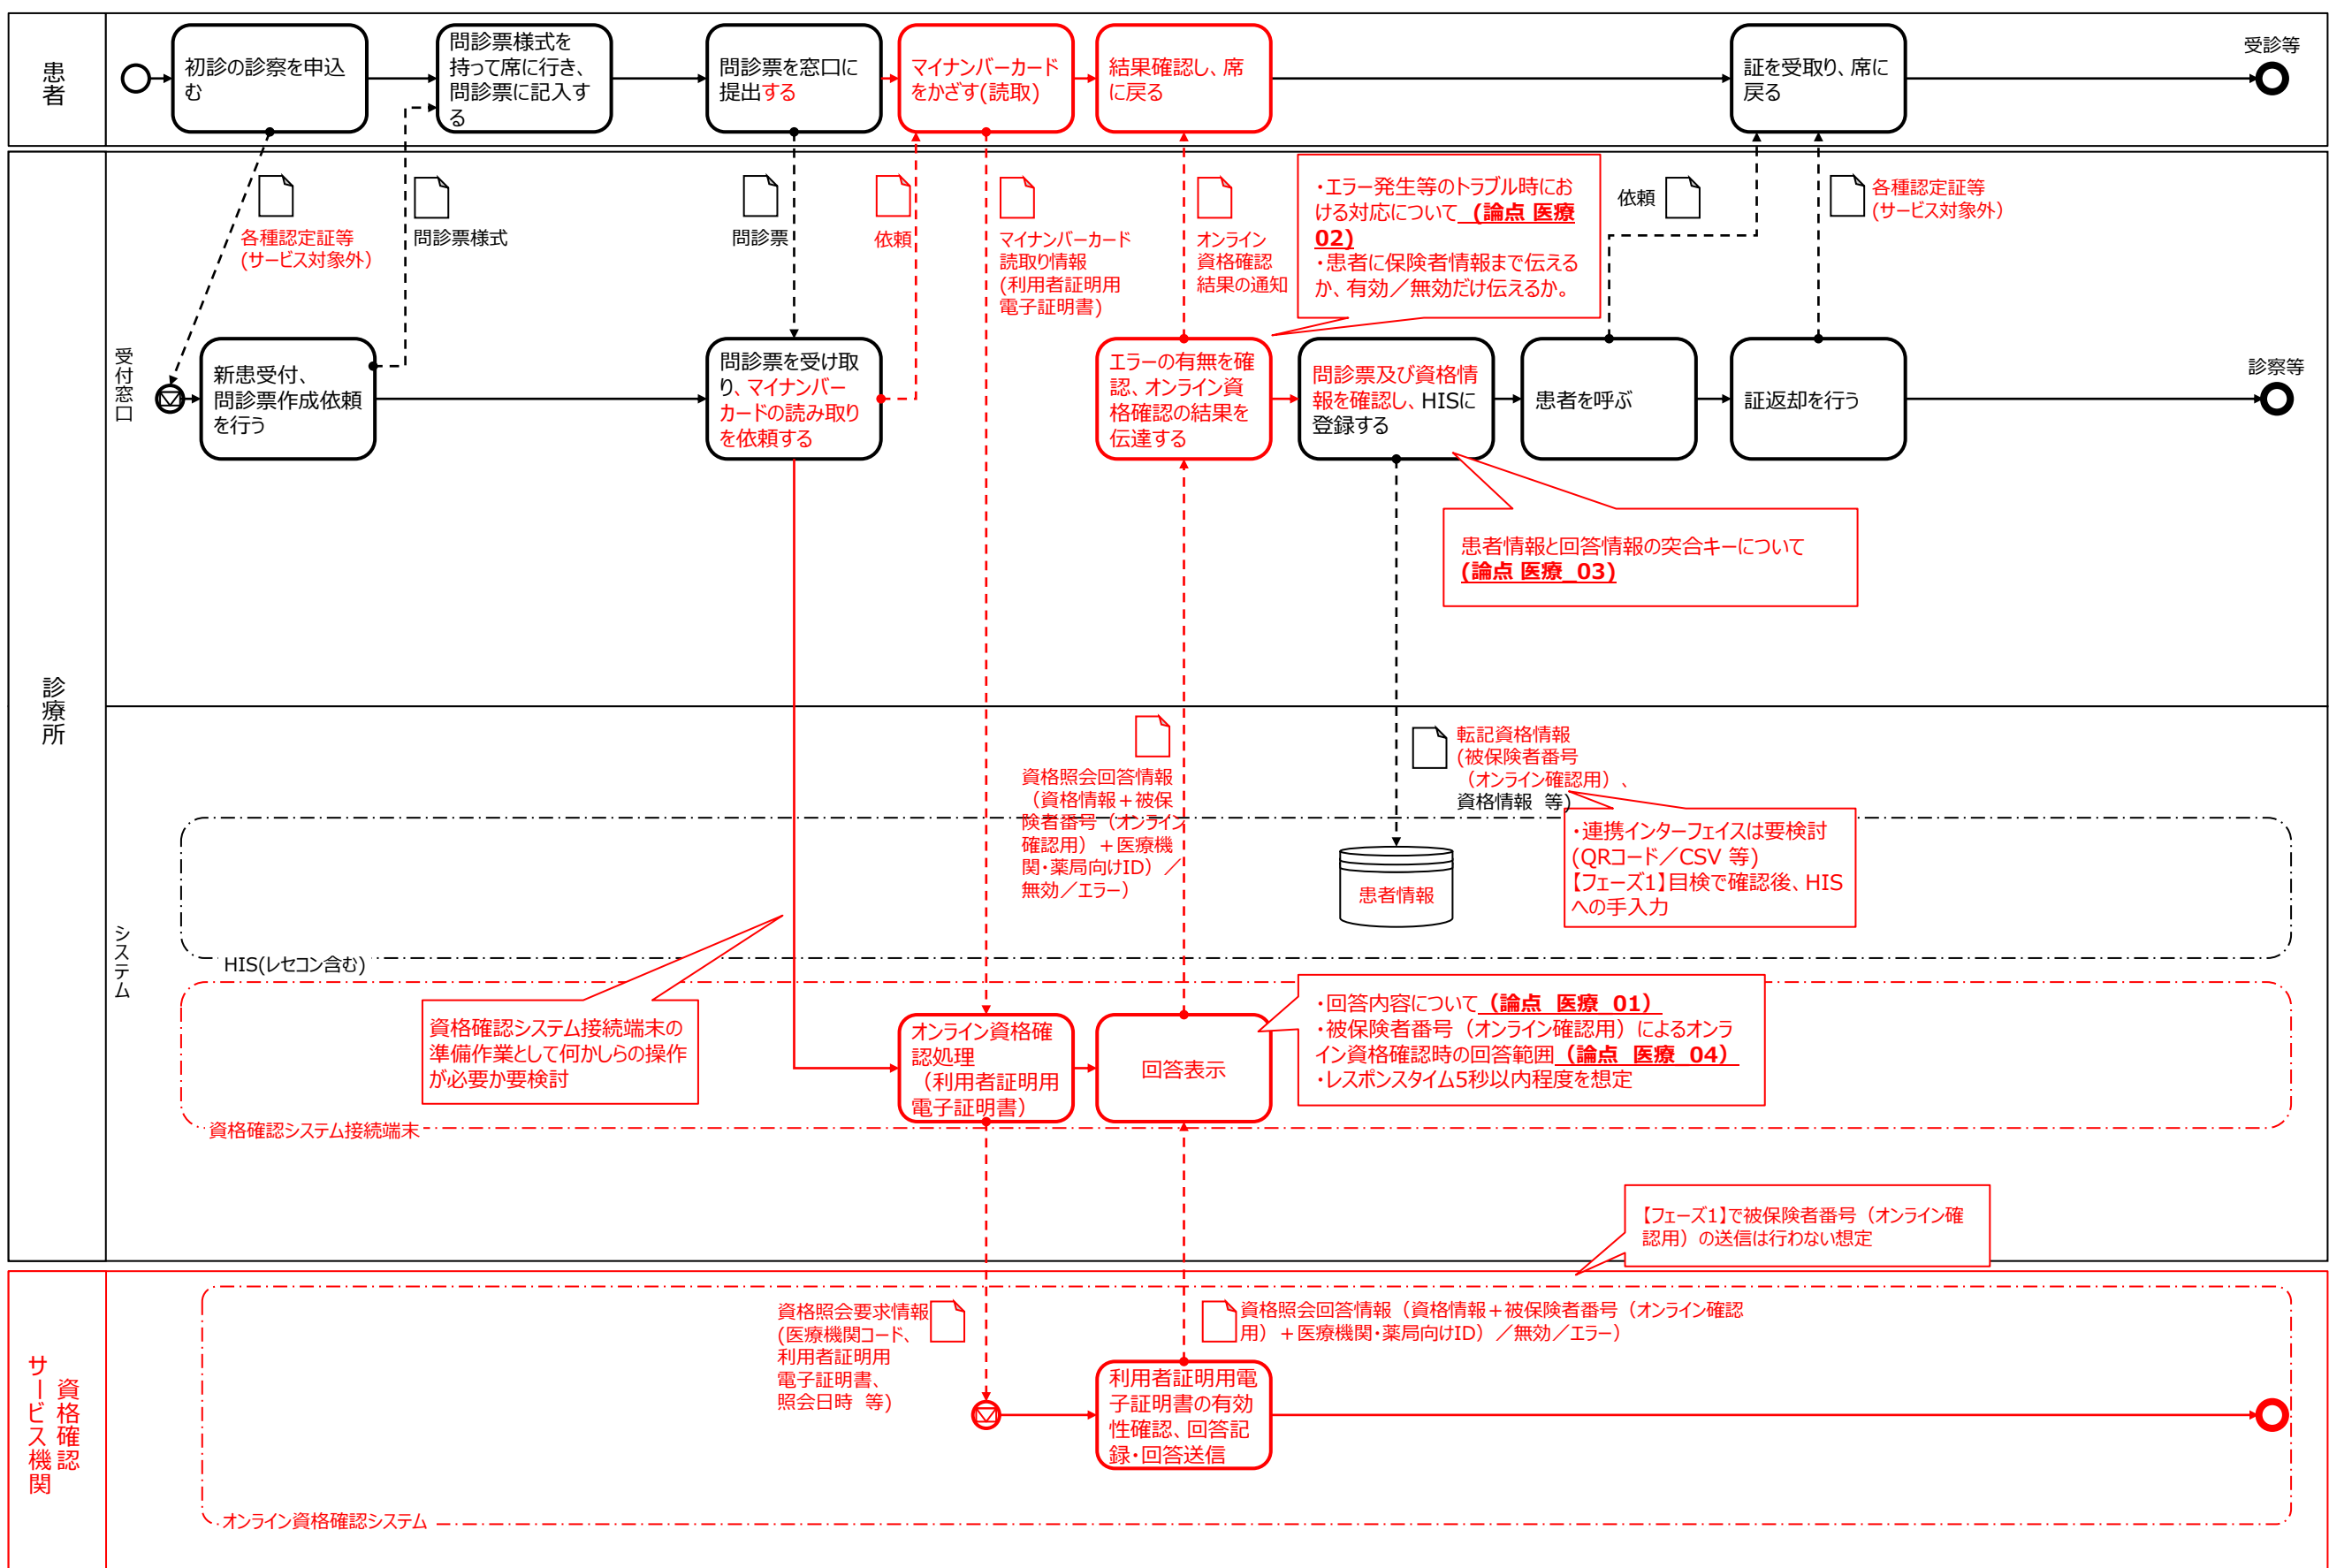 患者
初診の診察を申込
む
問診票様式を
持って席に行き、
問診票に記入す
る
問診票を窓口に
提出する
マイナンバーカード
をかざす(読取)
結果確認し、席
に戻る
証を受取り、席に
戻る
受診等
診療所
受付窓口
各種認定証等
(サービス対象外)
問診票様式
問診票
依頼
マイナンバーカード
読取り情報
(利用者証明用
電子証明書)
オンライン
資格確認
結果の通知
・エラー発生等のトラブル時にお
ける対応について (論点 医療
02)
・患者に保険者情報まで伝える
か、有効／無効だけ伝えるか。
依頼
各種認定証等
(サービス対象外)
新患受付、
問診票作成依頼
を行う
問診票を受け取
り、マイナンバー
カードの読み取り
を依頼する
エラーの有無を確
認、オンライン資
格確認の結果を
伝達する
問診票及び資格情
報を確認し、HISに
登録する
患者を呼ぶ
証返却を行う
診察等
患者情報と回答情報の突合キーについて
(論点 医療_03)
システム
資格照会回答情報
（資格情報＋被保
険者番号（オンライン
確認用）＋医療機
関・薬局向けID）／
無効／エラー）
転記資格情報
(被保険者番号
（オンライン確認用）、
資格情報 等)
患者情報
・連携インターフェイスは要検討
(QRコード／CSV 等)
【フェーズ1】目検で確認後、HIS
への手入力
HIS(レセコン含む)
資格確認システム接続端末の
準備作業として何かしらの操作
が必要か要検討
オンライン資格確
認処理
（利用者証明用
電子証明書）
回答表示
・回答内容について（論点 医療_01）
・被保険者番号（オンライン確認用）によるオンラ
イン資格確認時の回答範囲（論点 医療_04）
・レスポンスタイム5秒以内程度を想定
資格確認システム接続端末
【フェーズ1】で被保険者番号（オンライン確
認用）の送信は行わない想定
資格確認
サービス機関
資格照会要求情報
(医療機関コード、
利用者証明用
電子証明書、
照会日時 等)
資格照会回答情報（資格情報＋被保険者番号（オンライン確認
用）＋医療機関・薬局向けID）／無効／エラー）
利用者証明用電
子証明書の有効
性確認、回答記
録・回答送信
オンライン資格確認システム